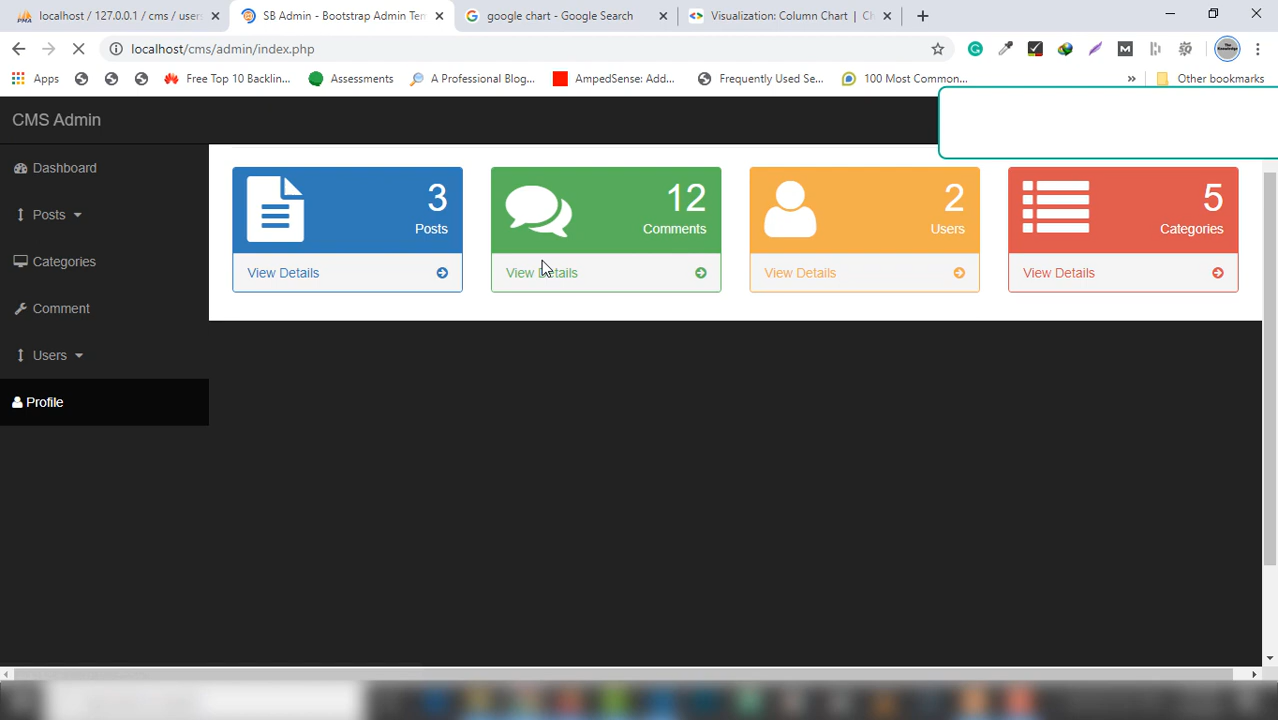 localhost / 127.0.0.1 / cms / users
SB Admin - Bootstrap Admin Tem
google chart - Google Search
Visualization: Column Chart | Ch
localhost/cms/admin/index.php
Apps
Free Top 10 Backlin...
Assessments
A Professional Blog...
AmpedSense: Add...
Frequently Used Se...
100 Most Common...
»
Other bookmarks
CMS Admin
Dashboard
Posts
Categories
Comment
Users
Profile
3
Posts
View Details
12
Comments
View Details
2
Users
View Details
5
Categories
View Details